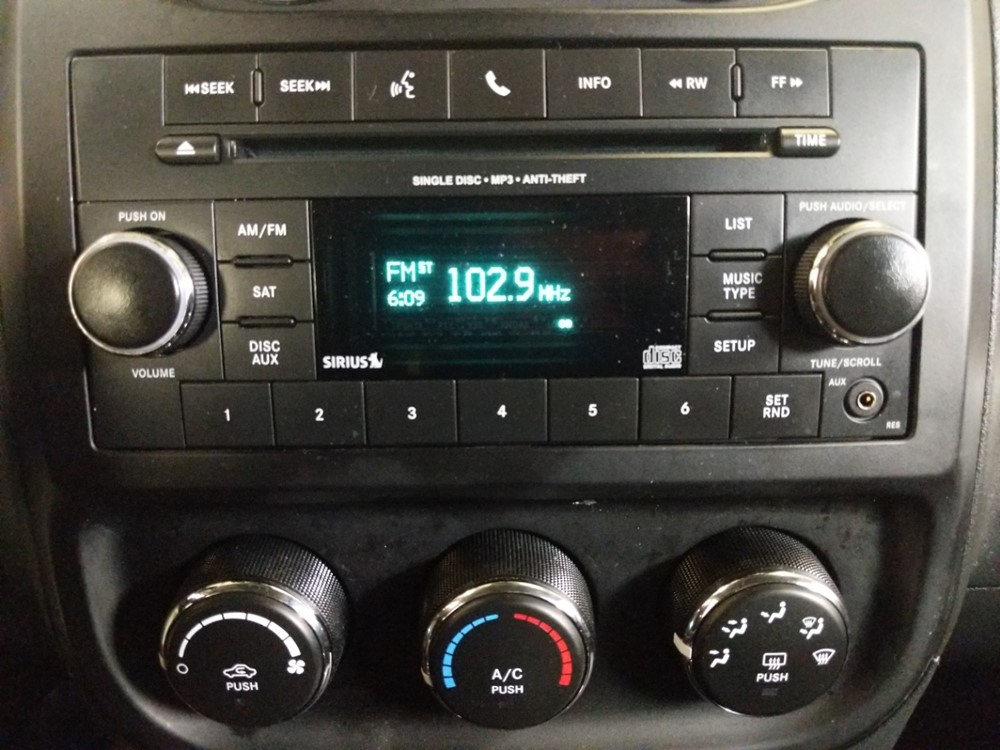 SEEK
SEEK
INFO
RW
FF
TIME
SINGLE DISC • MP3 • ANTI-THEFT
PUSH ON
PUSH AUDIO/SELECT
AM/FM
LIST
SAT
MUSIC
TYPE
DISC
AUX
SETUP
FM ST
6:09
102.9 MHz
SIRIUS
disc
VOLUME
TUNE/SCROLL
1
2
3
4
5
6
SET
RND
AUX
RES
PUSH
A/C
PUSH
PUSH